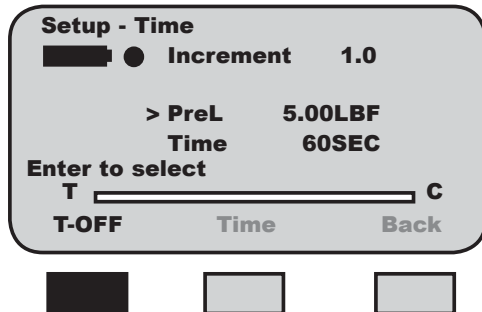 Setup - Time
Increment 1.0
> PreL 5.00LBF
Time 60SEC
Enter to select
T C
T-OFF Time Back